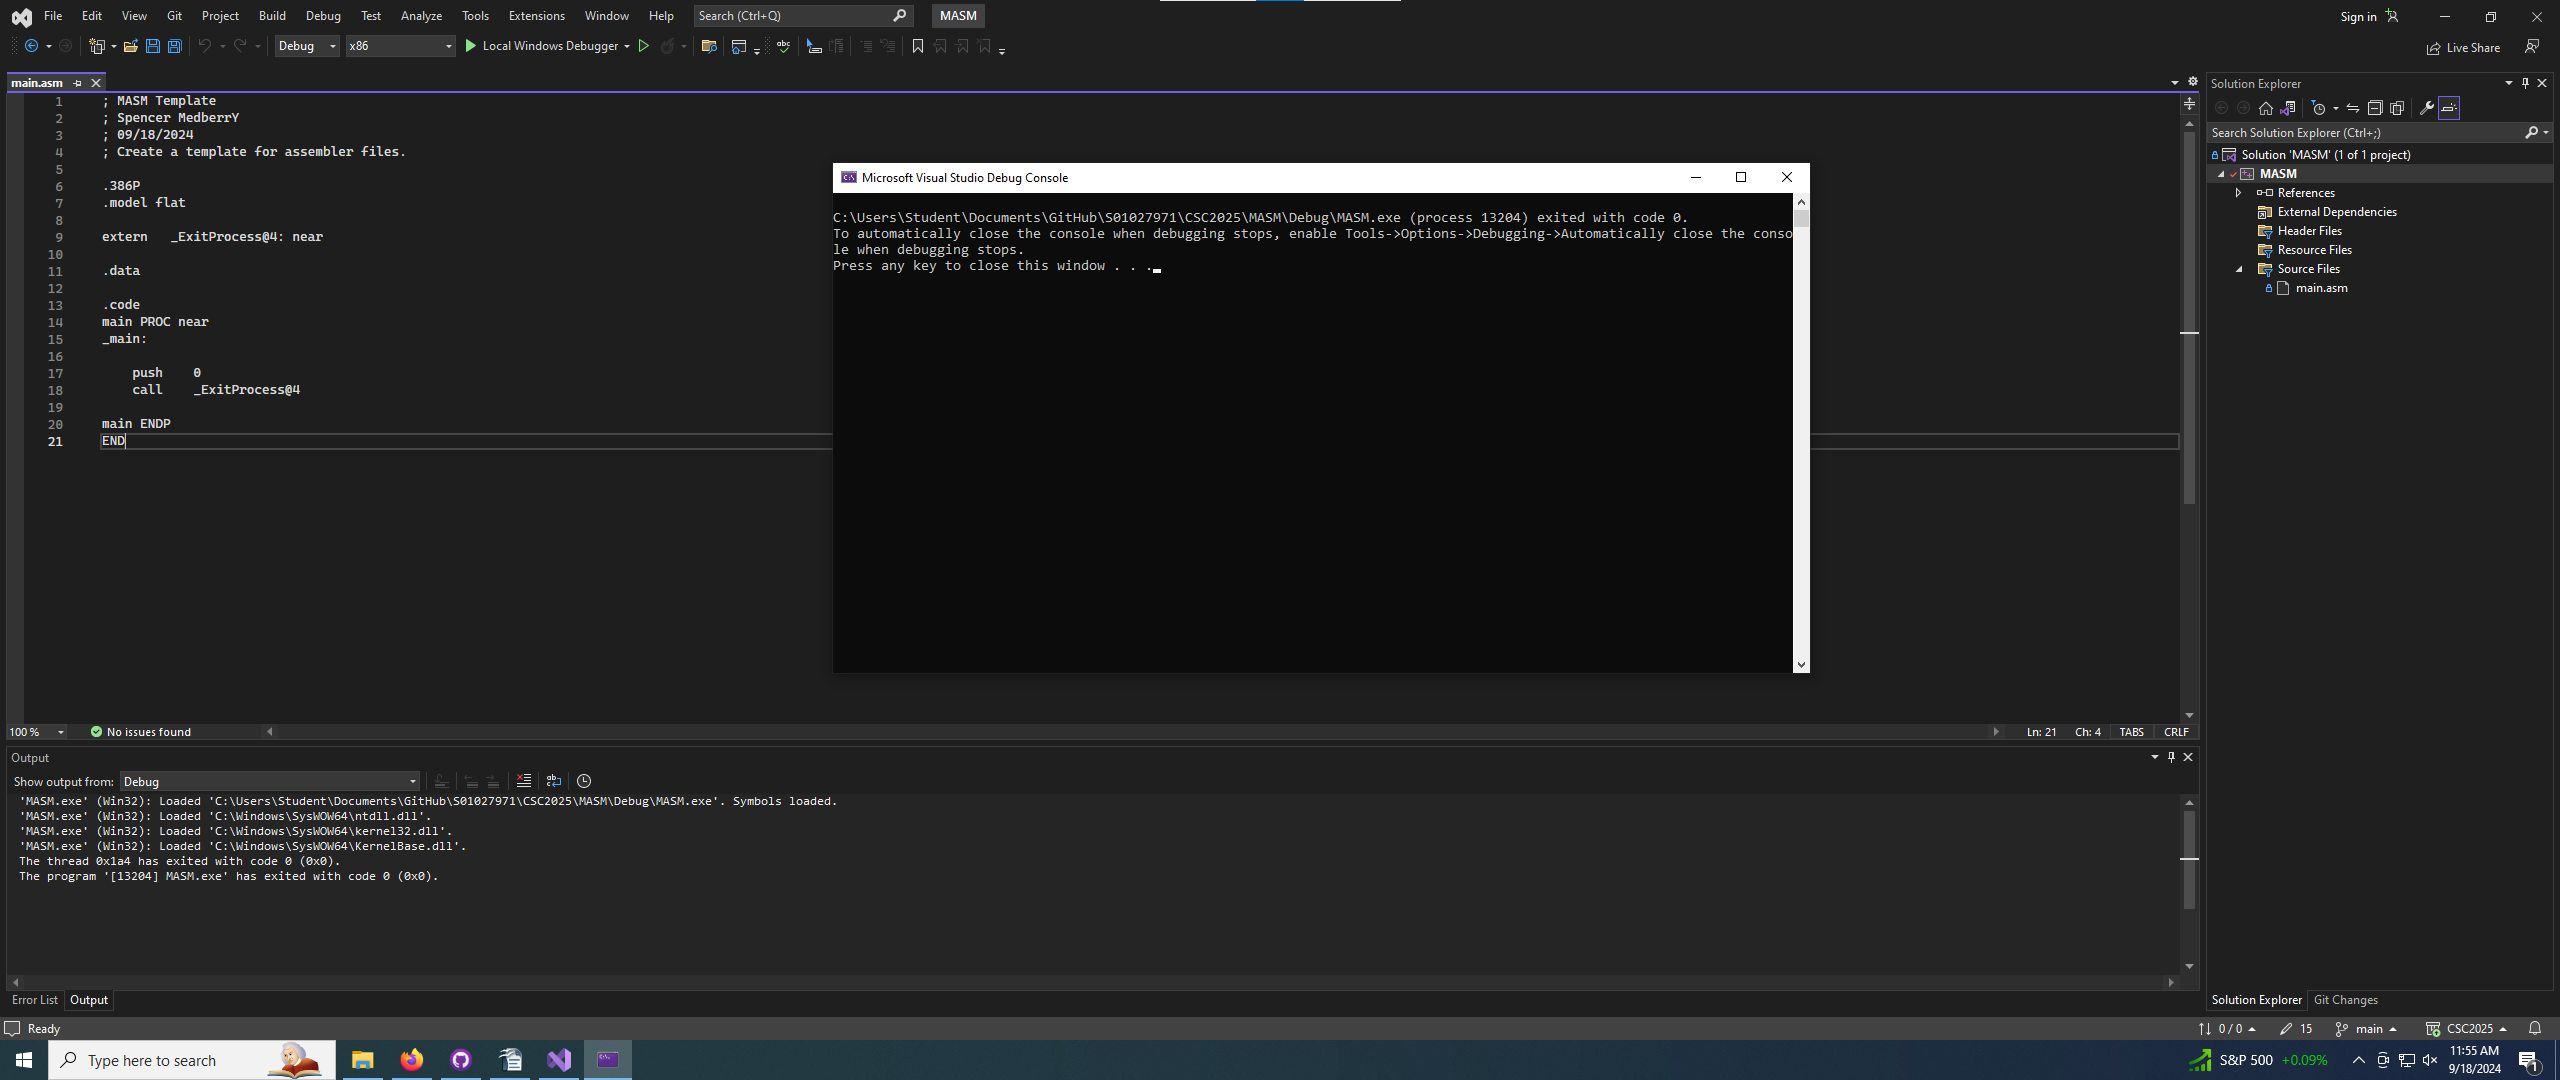 File Edit View Git Project Build Debug Test Analyze Tools Extensions Window Help Search (Ctrl+Q) MASM Sign in
Debug x86 Local Windows Debugger Live Share
main.asm
1 ; MASM Template
2 ; Spencer MedberrY
3 ; 09/18/2024
4 ; Create a template for assembler files.
5
6 .386P
7 .model flat
8
9 extern _ExitProcess@4: near
10
11 .data
12
13 .code
14 main PROC near
15 _main:
16
17 push 0
18 call _ExitProcess@4
19
20 main ENDP
21 END
Microsoft Visual Studio Debug Console
C:\Users\Student\Documents\GitHub\S01027971\CSC2025\MASM\Debug\MASM.exe (process 13204) exited with code 0.
To automatically close the console when debugging stops, enable Tools->Options->Debugging->Automatically close the conso
le when debugging stops.
Press any key to close this window . . .
Solution Explorer
Search Solution Explorer (Ctrl+;)
Solution 'MASM' (1 of 1 project)
MASM
References
External Dependencies
Header Files
Resource Files
Source Files
main.asm
100 % No issues found Ln: 21 Ch: 4 TABS CRLF
Output
Show output from: Debug
'MASM.exe' (Win32): Loaded 'C:\Users\Student\Documents\GitHub\S01027971\CSC2025\MASM\Debug\MASM.exe'. Symbols loaded.
'MASM.exe' (Win32): Loaded 'C:\Windows\SysWOW64\ntdll.dll'.
'MASM.exe' (Win32): Loaded 'C:\Windows\SysWOW64\kernel32.dll'.
'MASM.exe' (Win32): Loaded 'C:\Windows\SysWOW64\KernelBase.dll'.
The thread 0x1a4 has exited with code 0 (0x0).
The program '[13204] MASM.exe' has exited with code 0 (0x0).
Error List Output
Solution Explorer Git Changes
Ready 0 / 0 15 main CSC2025
Type here to search S&P 500 +0.09% 11:55 AM
9/18/2024
1